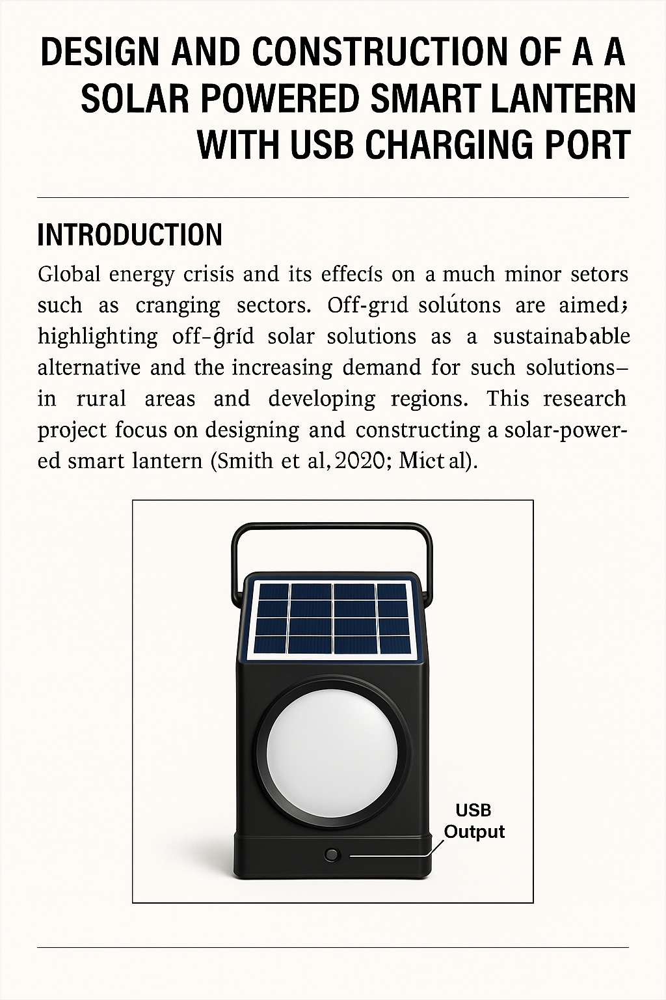 DESIGN AND CONSTRUCTION OF A A
SOLAR POWERED SMART LANTERN
WITH USB CHARGING PORT
INTRODUCTION
Global energy crisis and its effecis on a much minor setors
such as cranging sectors. Off-grıd solútons are aimed;
highlighting off-ĝrid solar solutions as a sustainabable
alternative and the increasing demand for such solutions–
in rural areas and developing regions. This research
project focus on designing and constructing a solar-power-
ed smart lantern (Smith et al, 2020; Mict al).
USB
Output